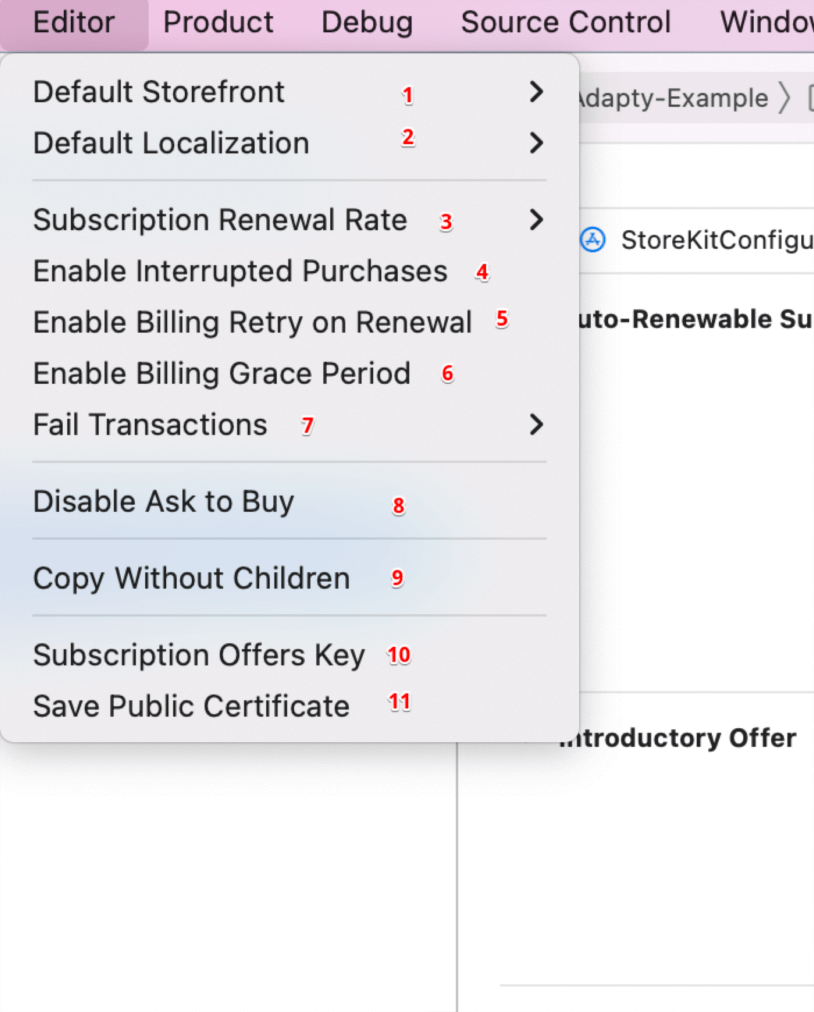 Editor Product Debug Source Control Window
Default Storefront 1
Adapty-Example
Default Localization 2
Subscription Renewal Rate 3
StoreKitConfigu
Enable Interrupted Purchases 4
Enable Billing Retry on Renewal 5
uto-Renewable Su
Enable Billing Grace Period 6
Fail Transactions 7
Disable Ask to Buy 8
Copy Without Children 9
Subscription Offers Key 10
Save Public Certificate 11
Introductory Offer